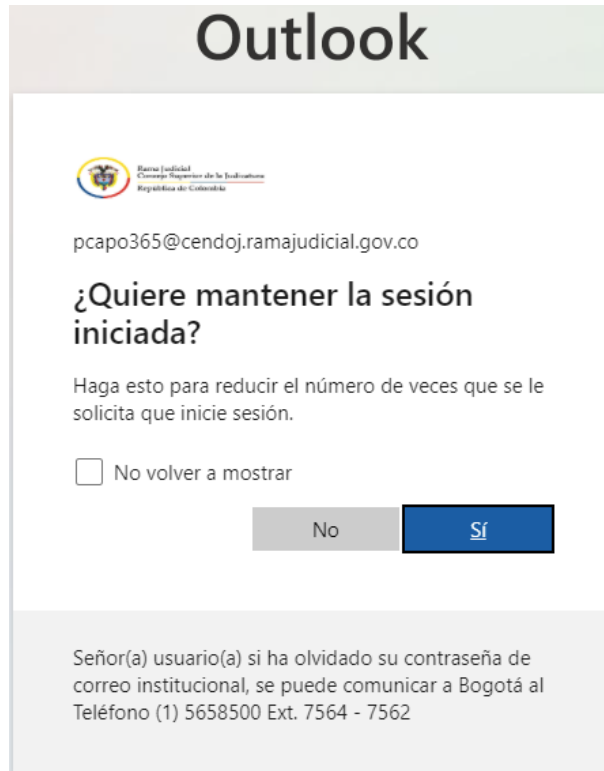 Outlook
Rama Judicial
Consejo Superior de la Judicatura
República de Colombia
pcapo365@cendoj.ramajudicial.gov.co
¿Quiere mantener la sesión
iniciada?
Haga esto para reducir el número de veces que se le
solicita que inicie sesión.
No volver a mostrar
No
Sí
Señor(a) usuario(a) si ha olvidado su contraseña de
correo institucional, se puede comunicar a Bogotá al
Teléfono (1) 5658500 Ext. 7564 - 7562